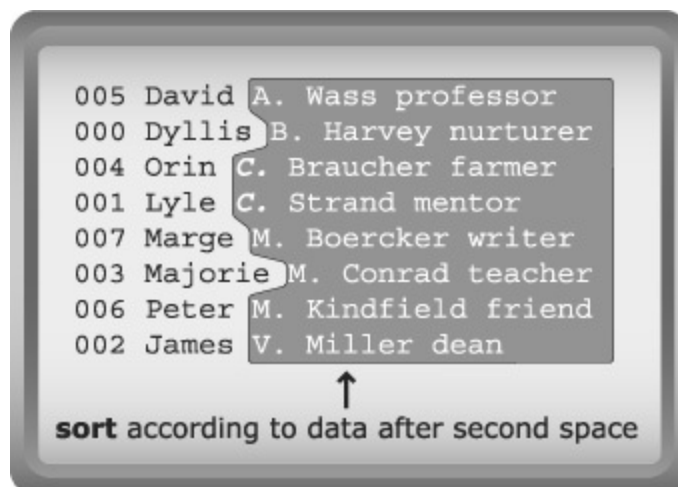 005 David A. Wass professor
000 Dyllis B. Harvey nurturer
004 Orin C. Braucher farmer
001 Lyle C. Strand mentor
007 Marge M. Boercker writer
003 Majorie M. Conrad teacher
006 Peter M. Kindfield friend
002 James V. Miller dean
sort according to data after second space